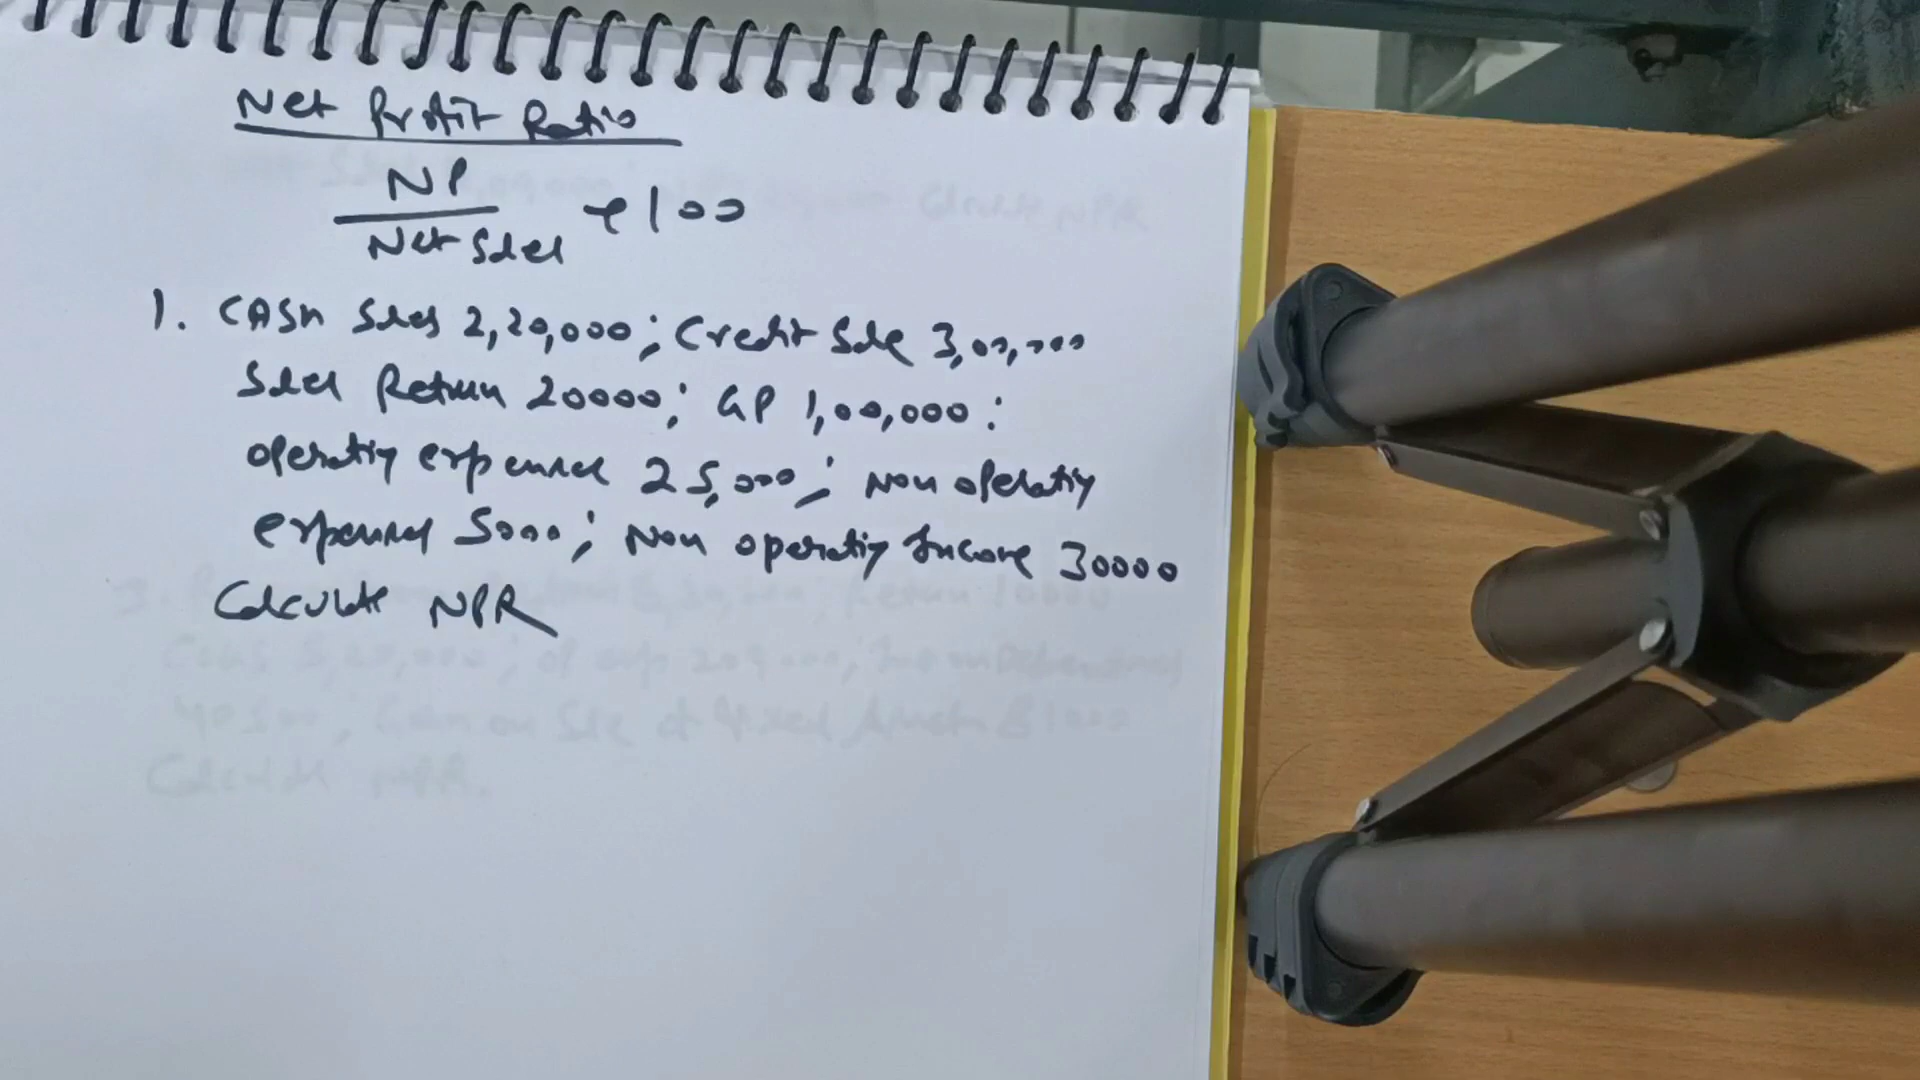 Net Profit Ratio
NP
Net Sales × 100
1. CASH Sales 2,20,000; Credit Sale 3,00,000
Sales Return 20000; GP 1,00,000;
operating expenses 25,000; Non operating
expenses 5000; Non operating Income 30000
Calculate NPR